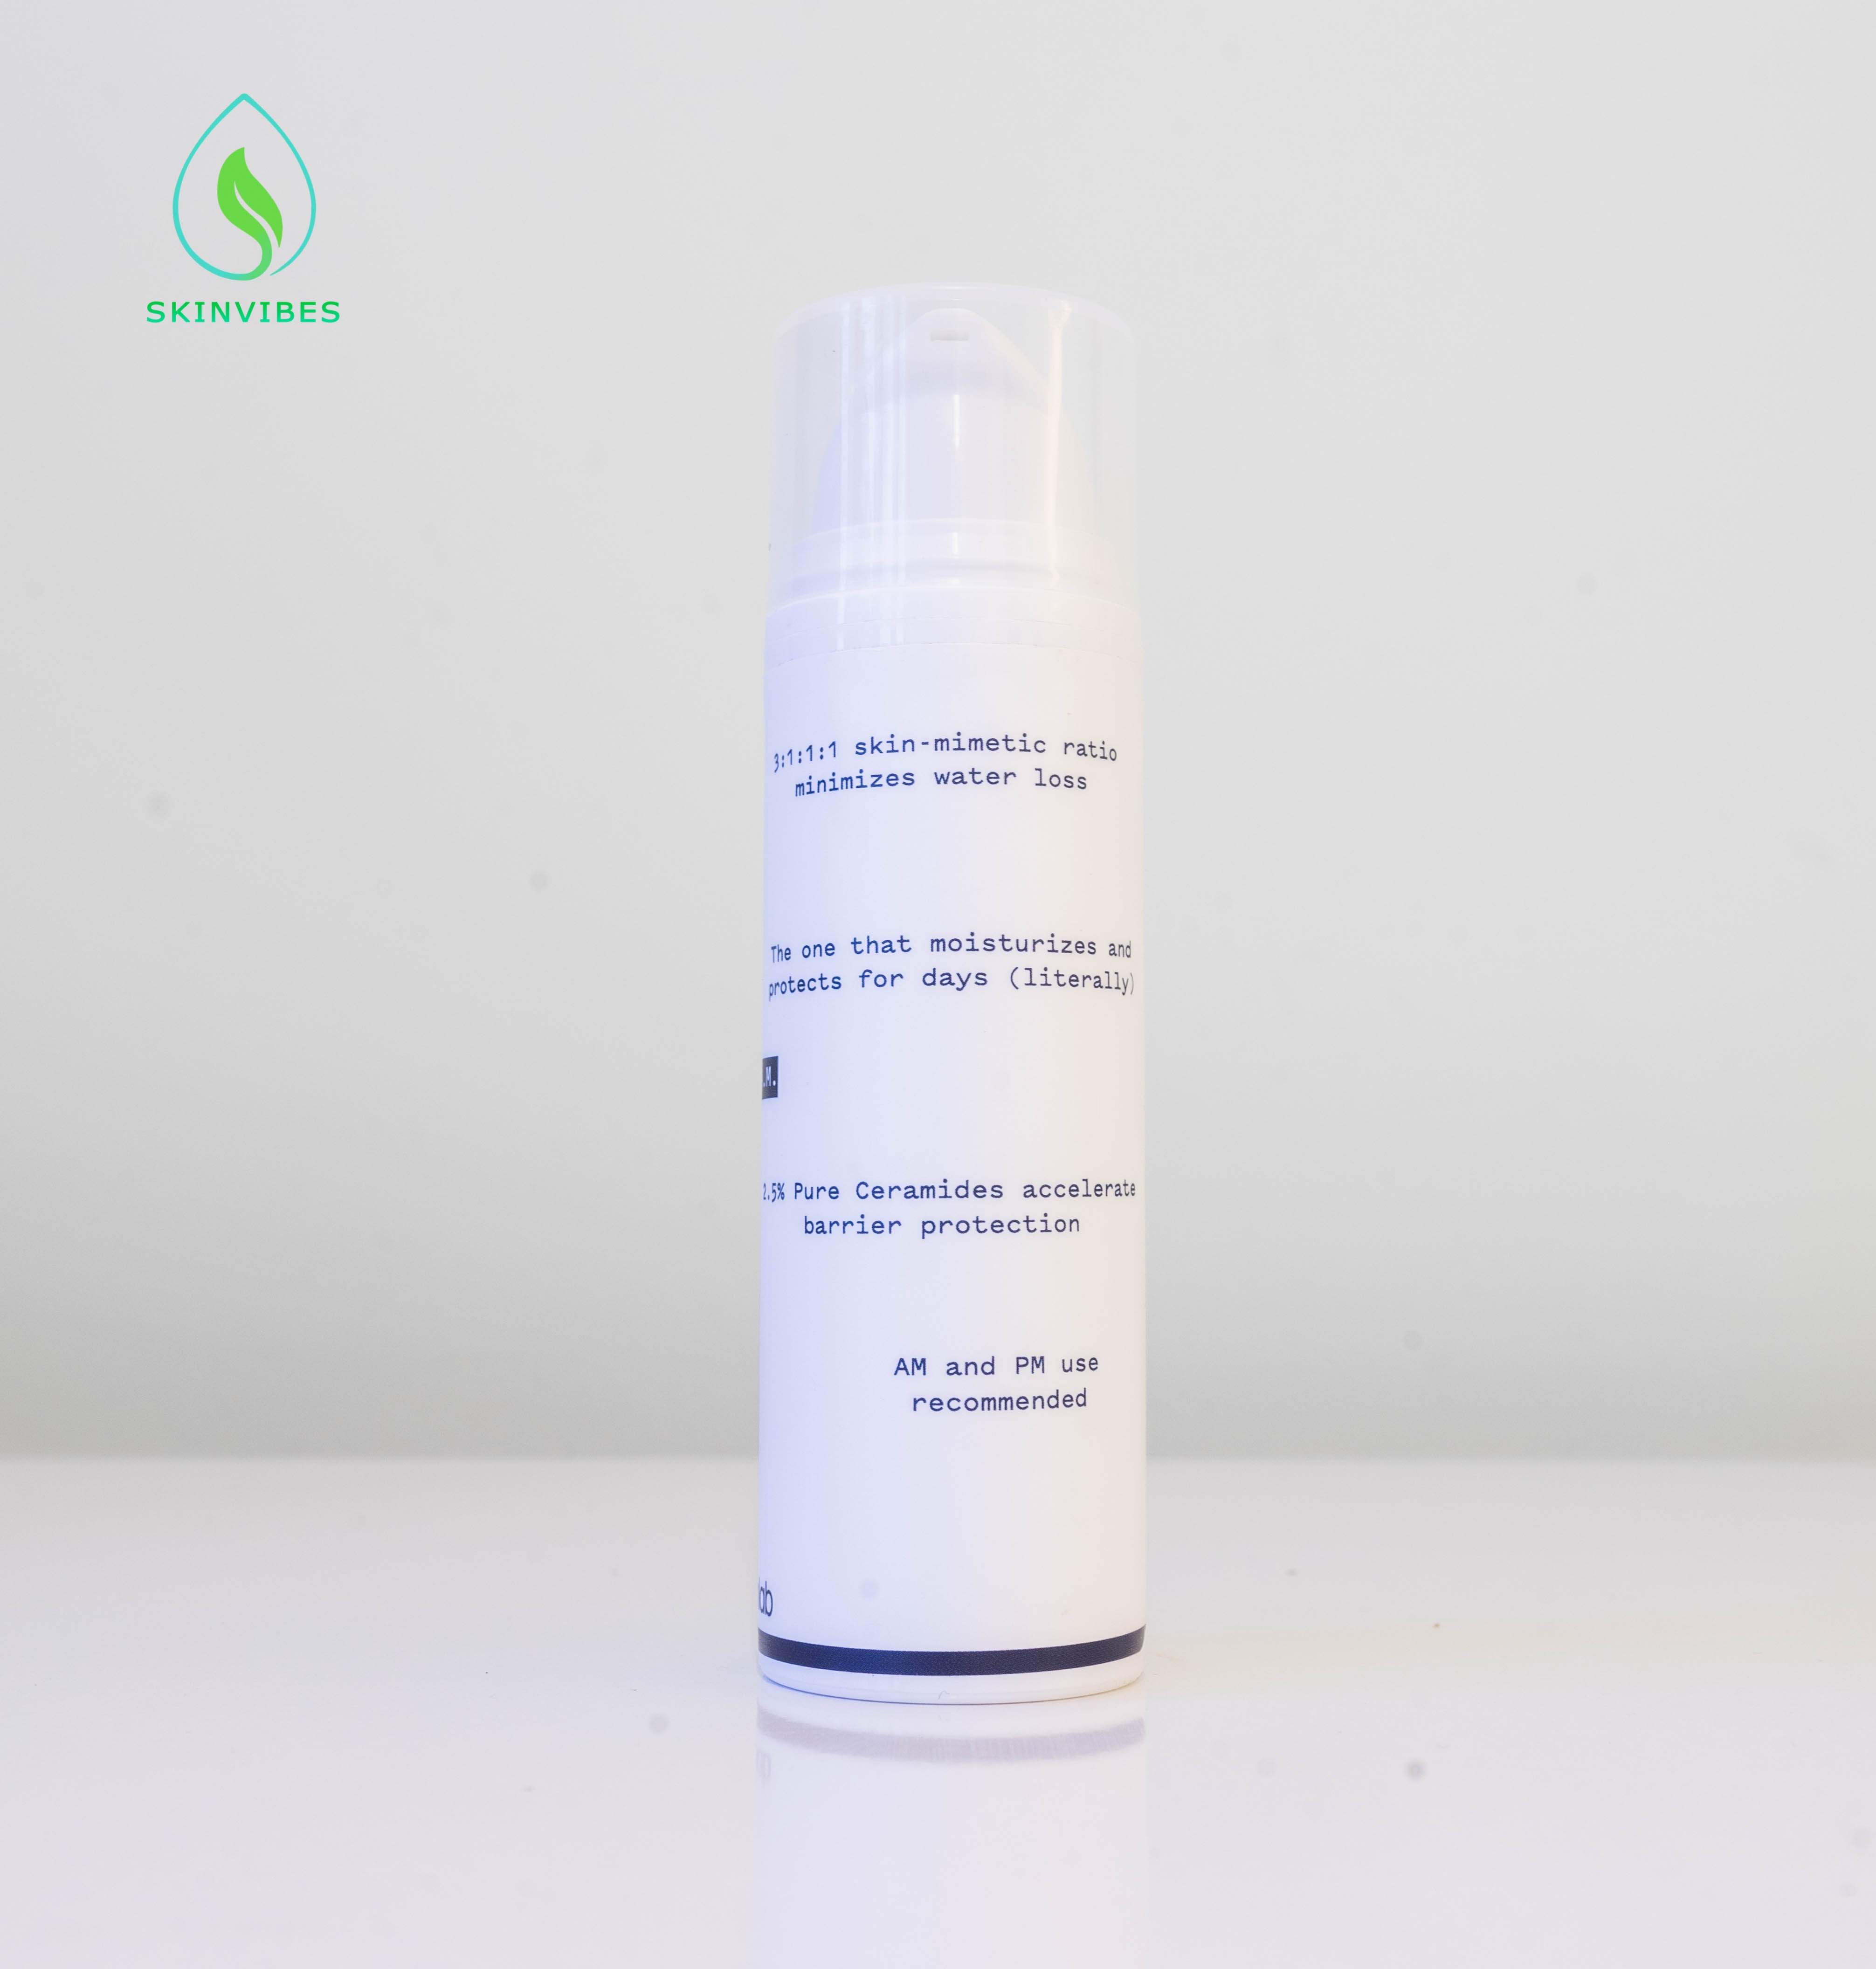 SKINVIBES
3:1:1:1 skin-mimetic ratio
minimizes water loss
The one that moisturizes and
protects for days (literally)
.M.
2.5% Pure Ceramides accelerate
barrier protection
AM and PM use
recommended
lab